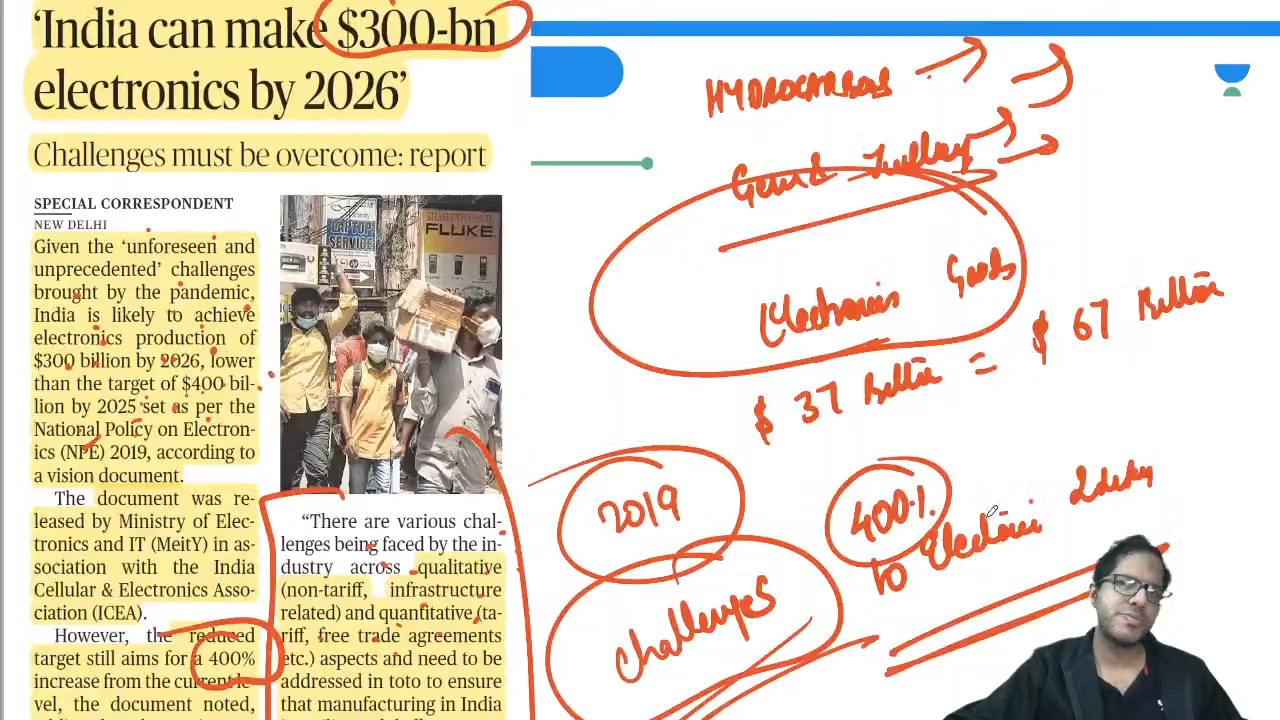 ‘India can make $300-bn
electronics by 2026’
Challenges must be overcome: report
SPECIAL CORRESPONDENT
NEW DELHI
Given the ‘unforeseen and
unprecedented’ challenges
brought by the pandemic,
India is likely to achieve
electronics production of
$300 billion by 2026, lower
than the target of $400 bil-
lion by 2025 set as per the
National Policy on Electron-
ics (NPE) 2019, according to
a vision document.
The document was re-
leased by Ministry of Elec-
tronics and IT (MeitY) in as-
sociation with the India
Cellular & Electronics Asso-
ciation (ICEA).
However, the reduced
target still aims for a 400%
increase from the current le-
vel, the document noted,
LAPTOP
SERVICE
FLUKE
“There are various chal-
lenges being faced by the in-
dustry across qualitative
(non-tariff, infrastructure
related) and quantitative (ta-
riff, free trade agreements
etc.) aspects and need to be
addressed in toto to ensure
that manufacturing in India
HYDROCARBONS
Gem &
Electronics Goods
$ 37 Billion = $ 67 Billion
2019
400%
to Electronic
Challenges